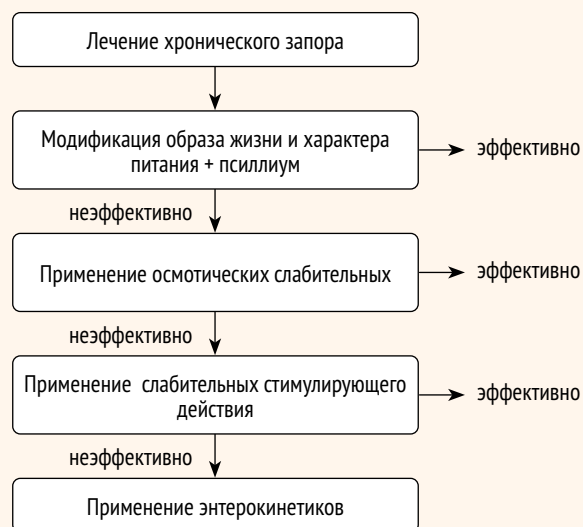 Лечение хронического запора
Модификация образа жизни и характера
питания + псиллиум
эффективно
неэффективно
Применение осмотических слабительных
эффективно
неэффективно
Применение слабительных стимулирующего
действия
эффективно
неэффективно
Применение энтерокинетиков